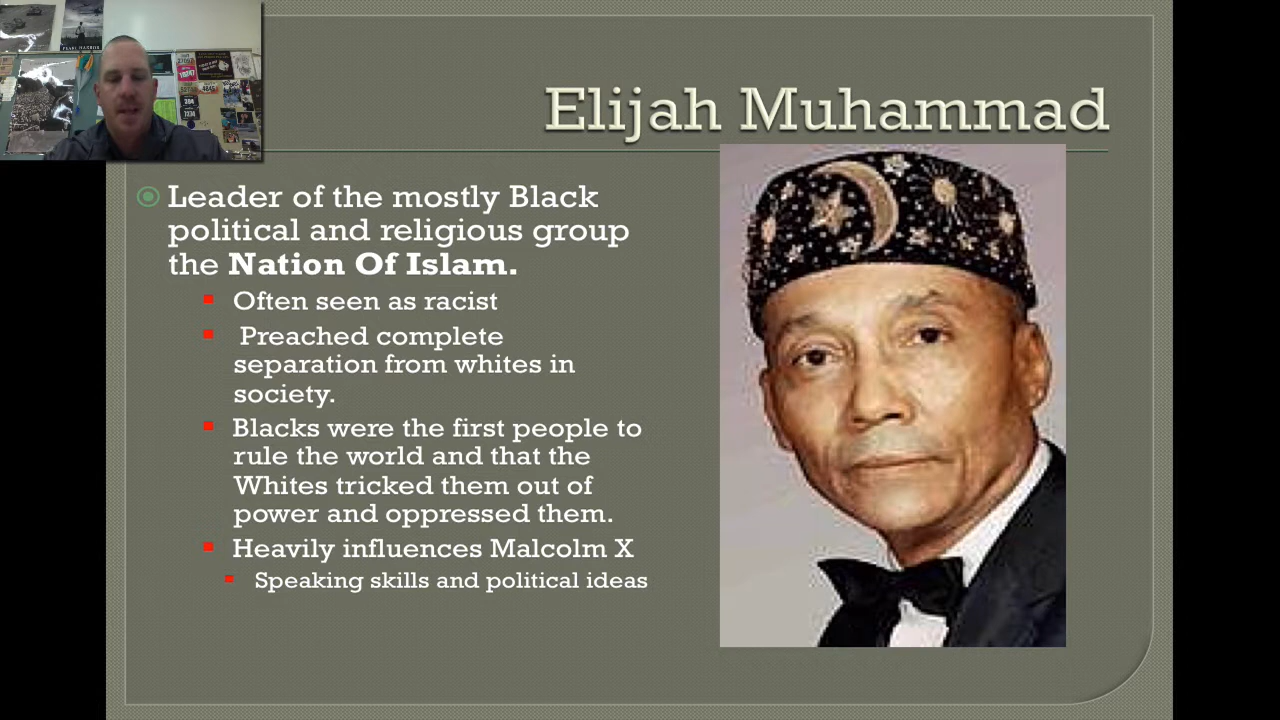 Elijah Muhammad
Leader of the mostly Black
political and religious group
the Nation Of Islam.
Often seen as racist
Preached complete
separation from whites in
society.
Blacks were the first people to
rule the world and that the
Whites tricked them out of
power and oppressed them.
Heavily influences Malcolm X
Speaking skills and political ideas